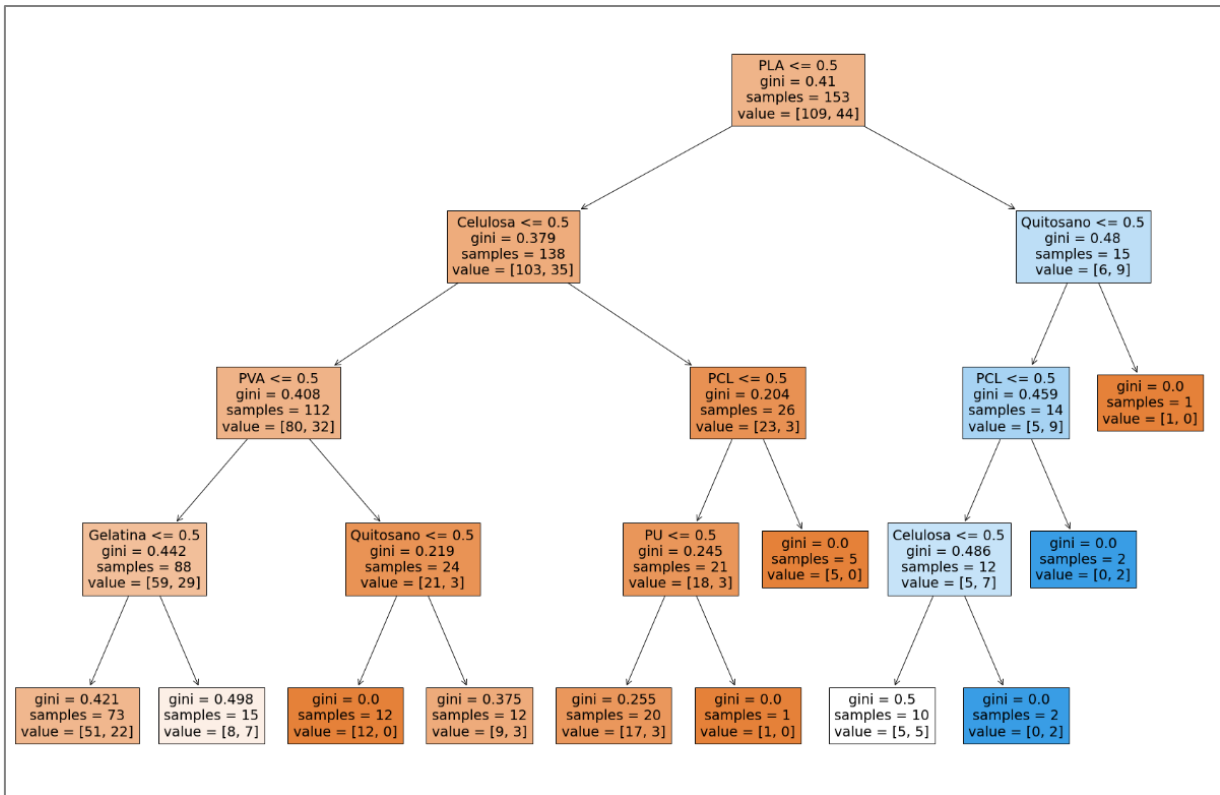 PLA <= 0.5
gini = 0.41
samples = 153
value = [109, 44]
Celulosa <= 0.5
gini = 0.379
samples = 138
value = [103, 35]
Quitosano <= 0.5
gini = 0.48
samples = 15
value = [6, 9]
PVA <= 0.5
gini = 0.408
samples = 112
value = [80, 32]
PCL <= 0.5
gini = 0.204
samples = 26
value = [23, 3]
PCL <= 0.5
gini = 0.459
samples = 14
value = [5, 9]
gini = 0.0
samples = 1
value = [1, 0]
Gelatina <= 0.5
gini = 0.442
samples = 88
value = [59, 29]
Quitosano <= 0.5
gini = 0.219
samples = 24
value = [21, 3]
PU <= 0.5
gini = 0.245
samples = 21
value = [18, 3]
gini = 0.0
samples = 5
value = [5, 0]
Celulosa <= 0.5
gini = 0.486
samples = 12
value = [5, 7]
gini = 0.0
samples = 2
value = [0, 2]
gini = 0.421
samples = 73
value = [51, 22]
gini = 0.498
samples = 15
value = [8, 7]
gini = 0.0
samples = 12
value = [12, 0]
gini = 0.375
samples = 12
value = [9, 3]
gini = 0.255
samples = 20
value = [17, 3]
gini = 0.0
samples = 1
value = [1, 0]
gini = 0.5
samples = 10
value = [5, 5]
gini = 0.0
samples = 2
value = [0, 2]